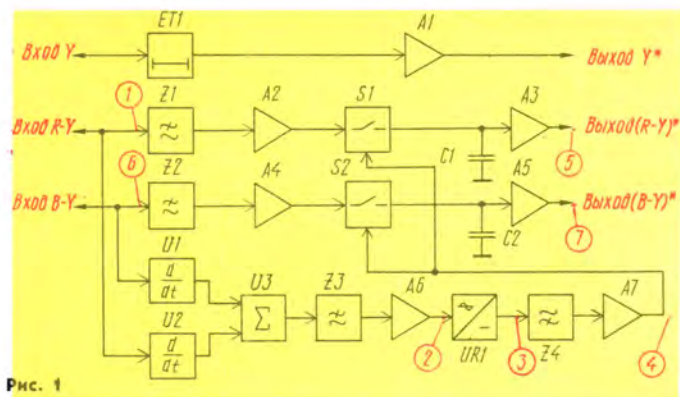 ET1
A1
Вход Y
Выход Y*
1
Z1
A2
S1
A3
Вход R-Y
Выход (R-Y)*
C1
5
6
Z2
A4
S2
A5
Вход B-Y
Выход (B-Y)*
C2
7
U1
d
dt
U3
Z3
A6
A7
U2
Σ
d
dt
2
UR1
3
Z4
4
Рис. 1